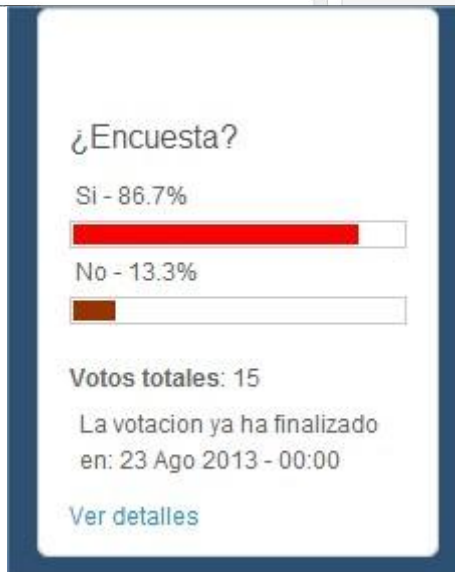 ¿Encuesta?
Si - 86.7%
No - 13.3%
Votos totales: 15
La votacion ya ha finalizado
en: 23 Ago 2013 - 00:00
Ver detalles